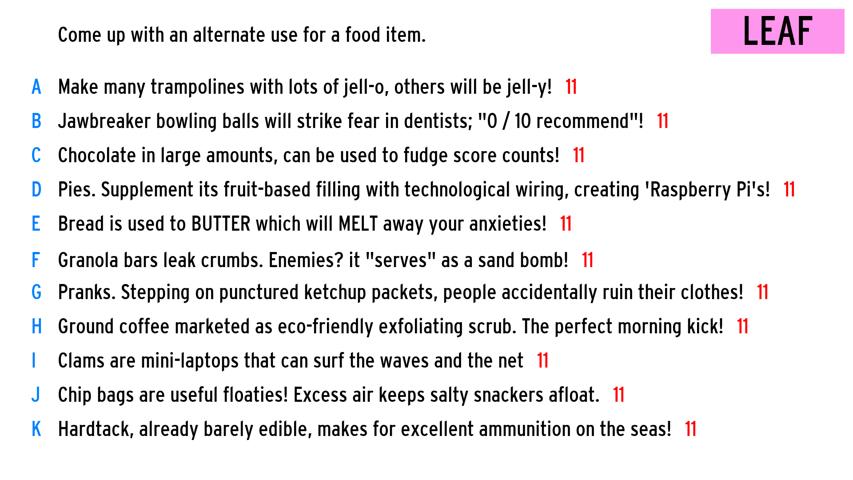 Come up with an alternate use for a food item.
LEAF
A Make many trampolines with lots of jell-o, others will be jell-y! 11
B Jawbreaker bowling balls will strike fear in dentists; "0 / 10 recommend"! 11
C Chocolate in large amounts, can be used to fudge score counts! 11
D Pies. Supplement its fruit-based filling with technological wiring, creating 'Raspberry Pi's! 11
E Bread is used to BUTTER which will MELT away your anxieties! 11
F Granola bars leak crumbs. Enemies? it "serves" as a sand bomb! 11
G Pranks. Stepping on punctured ketchup packets, people accidentally ruin their clothes! 11
H Ground coffee marketed as eco-friendly exfoliating scrub. The perfect morning kick! 11
I Clams are mini-laptops that can surf the waves and the net 11
J Chip bags are useful floaties! Excess air keeps salty snackers afloat. 11
K Hardtack, already barely edible, makes for excellent ammunition on the seas! 11